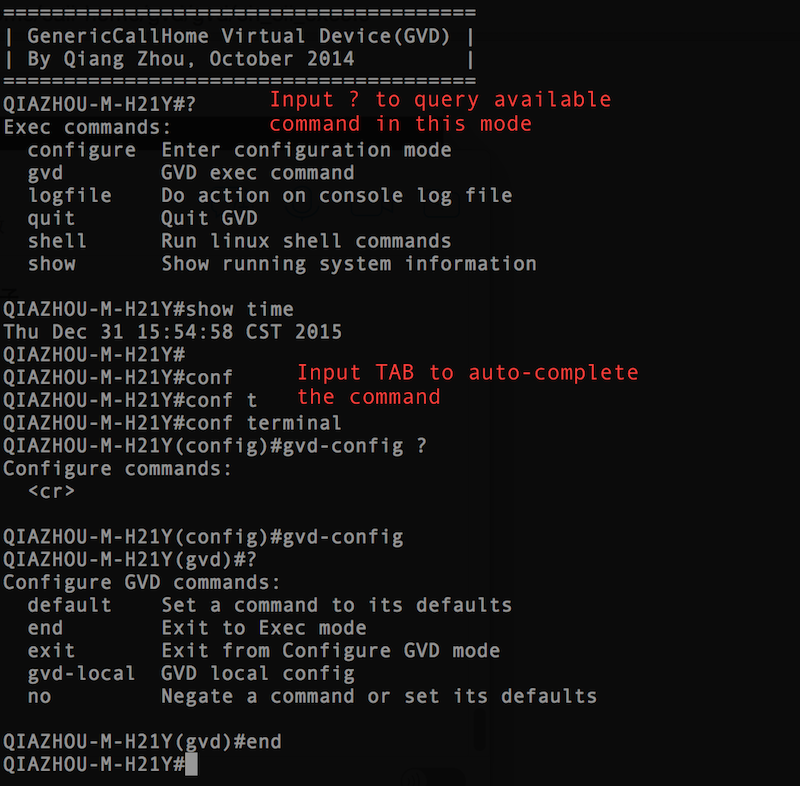 =======================================
| GenericCallHome Virtual Device(GVD) |
| By Qiang Zhou, October 2014         |
=======================================
QIAZHOU-M-H21Y#?
Input ? to query available
command in this mode
Exec commands:
  configure  Enter configuration mode
  gvd        GVD exec command
  logfile    Do action on console log file
  quit       Quit GVD
  shell      Run linux shell commands
  show       Show running system information
QIAZHOU-M-H21Y#show time
Thu Dec 31 15:54:58 CST 2015
QIAZHOU-M-H21Y#
QIAZHOU-M-H21Y#conf
Input TAB to auto-complete
the command
QIAZHOU-M-H21Y#conf t
QIAZHOU-M-H21Y#conf terminal
QIAZHOU-M-H21Y(config)#gvd-config ?
Configure commands:
  <cr>
QIAZHOU-M-H21Y(config)#gvd-config
QIAZHOU-M-H21Y(gvd)#?
Configure GVD commands:
  default    Set a command to its defaults
  end        Exit to Exec mode
  exit       Exit from Configure GVD mode
  gvd-local  GVD local config
  no         Negate a command or set its defaults
QIAZHOU-M-H21Y(gvd)#end
QIAZHOU-M-H21Y#